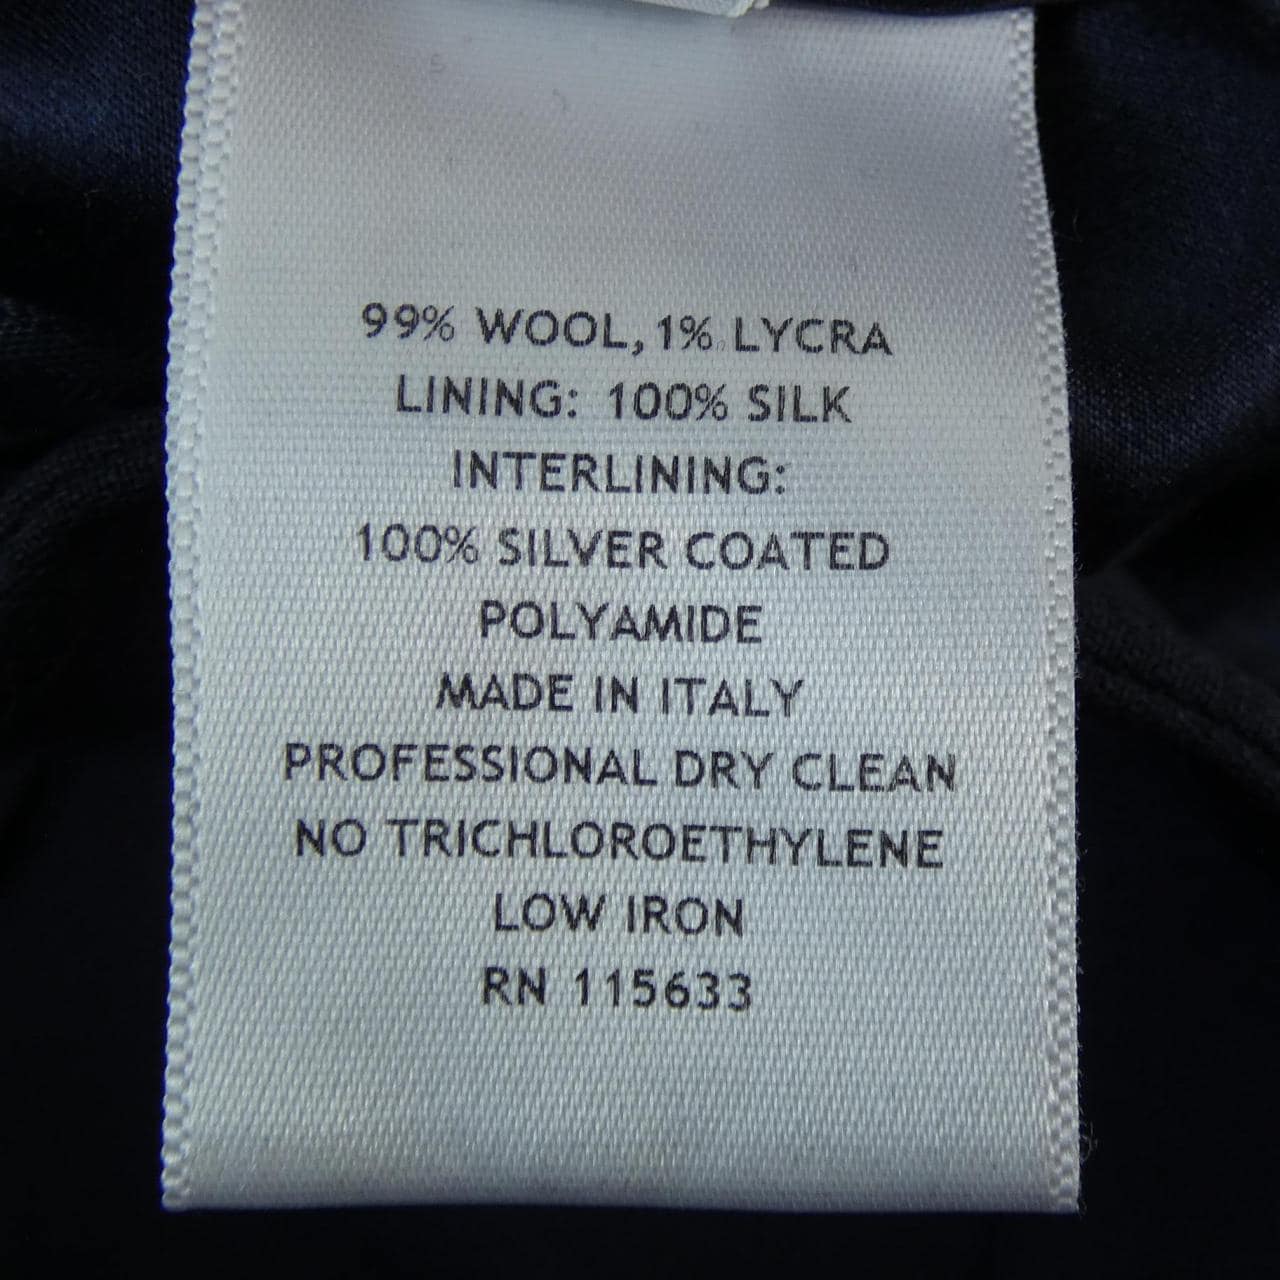 99% WOOL, 1% LYCRA
LINING: 100% SILK
INTERLINING:
100% SILVER COATED
POLYAMIDE
MADE IN ITALY
PROFESSIONAL DRY CLEAN
NO TRICHLOROETHYLENE
LOW IRON
RN 115633